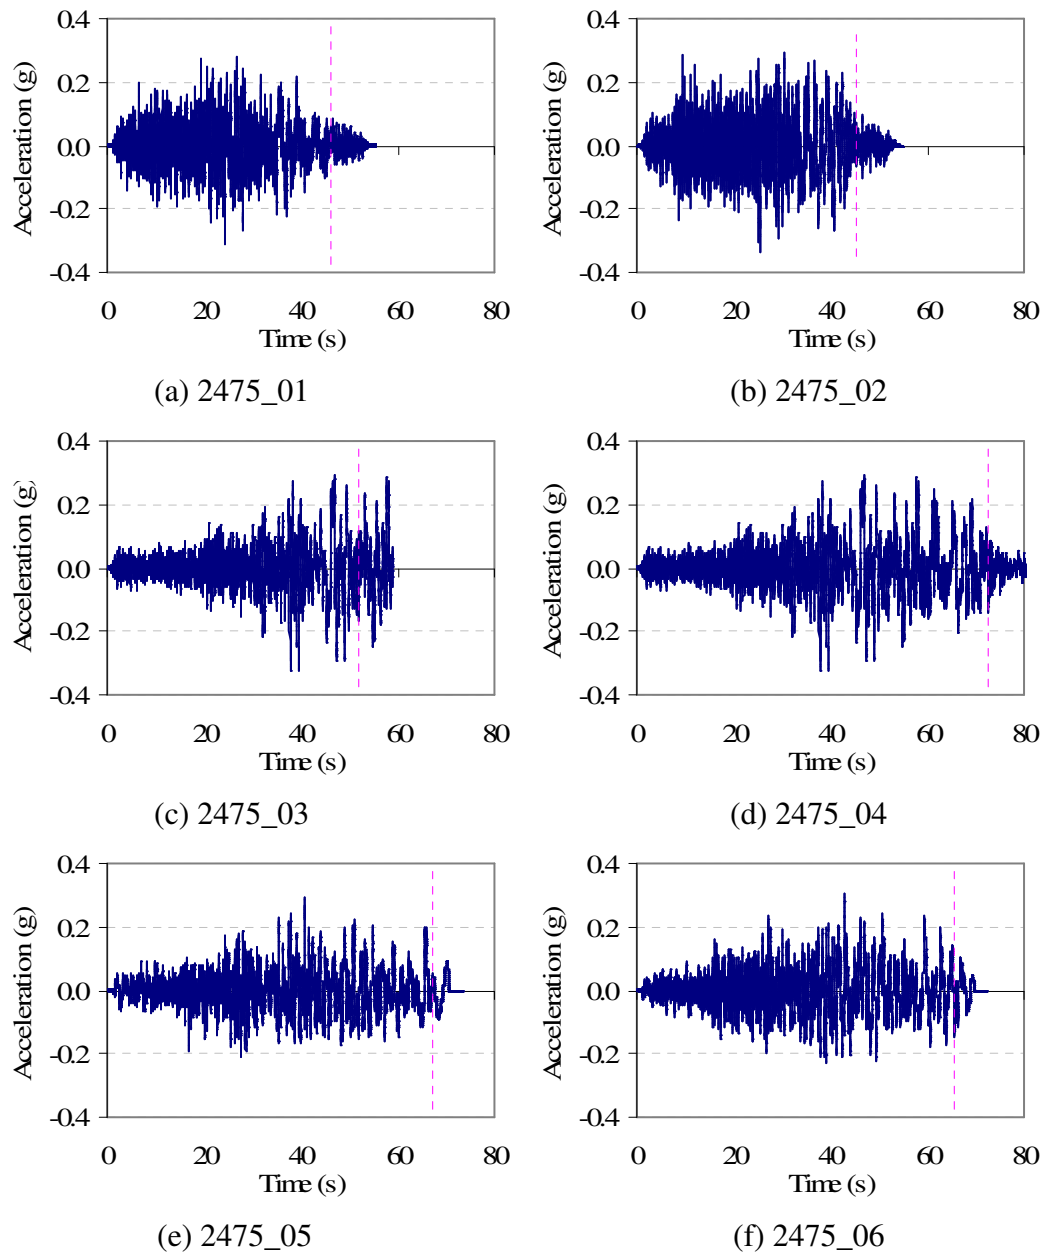 0.4 0.4
0.2 0.2
0.0 0.0
-0.2 -0.2
-0.4 -0.4
Acceleration (g) Acceleration (g)
0 20 40 60 80 0 20 40 60 80
Time (s) Time (s)
(a) 2475_01 (b) 2475_02
0.4 0.4
0.2 0.2
0.0 0.0
-0.2 -0.2
-0.4 -0.4
Acceleration (g) Acceleration (g)
0 20 40 60 80 0 20 40 60 80
Time (s) Time (s)
(c) 2475_03 (d) 2475_04
0.4 0.4
0.2 0.2
0.0 0.0
-0.2 -0.2
-0.4 -0.4
Acceleration (g) Acceleration (g)
0 20 40 60 80 0 20 40 60 80
Time (s) Time (s)
(e) 2475_05 (f) 2475_06